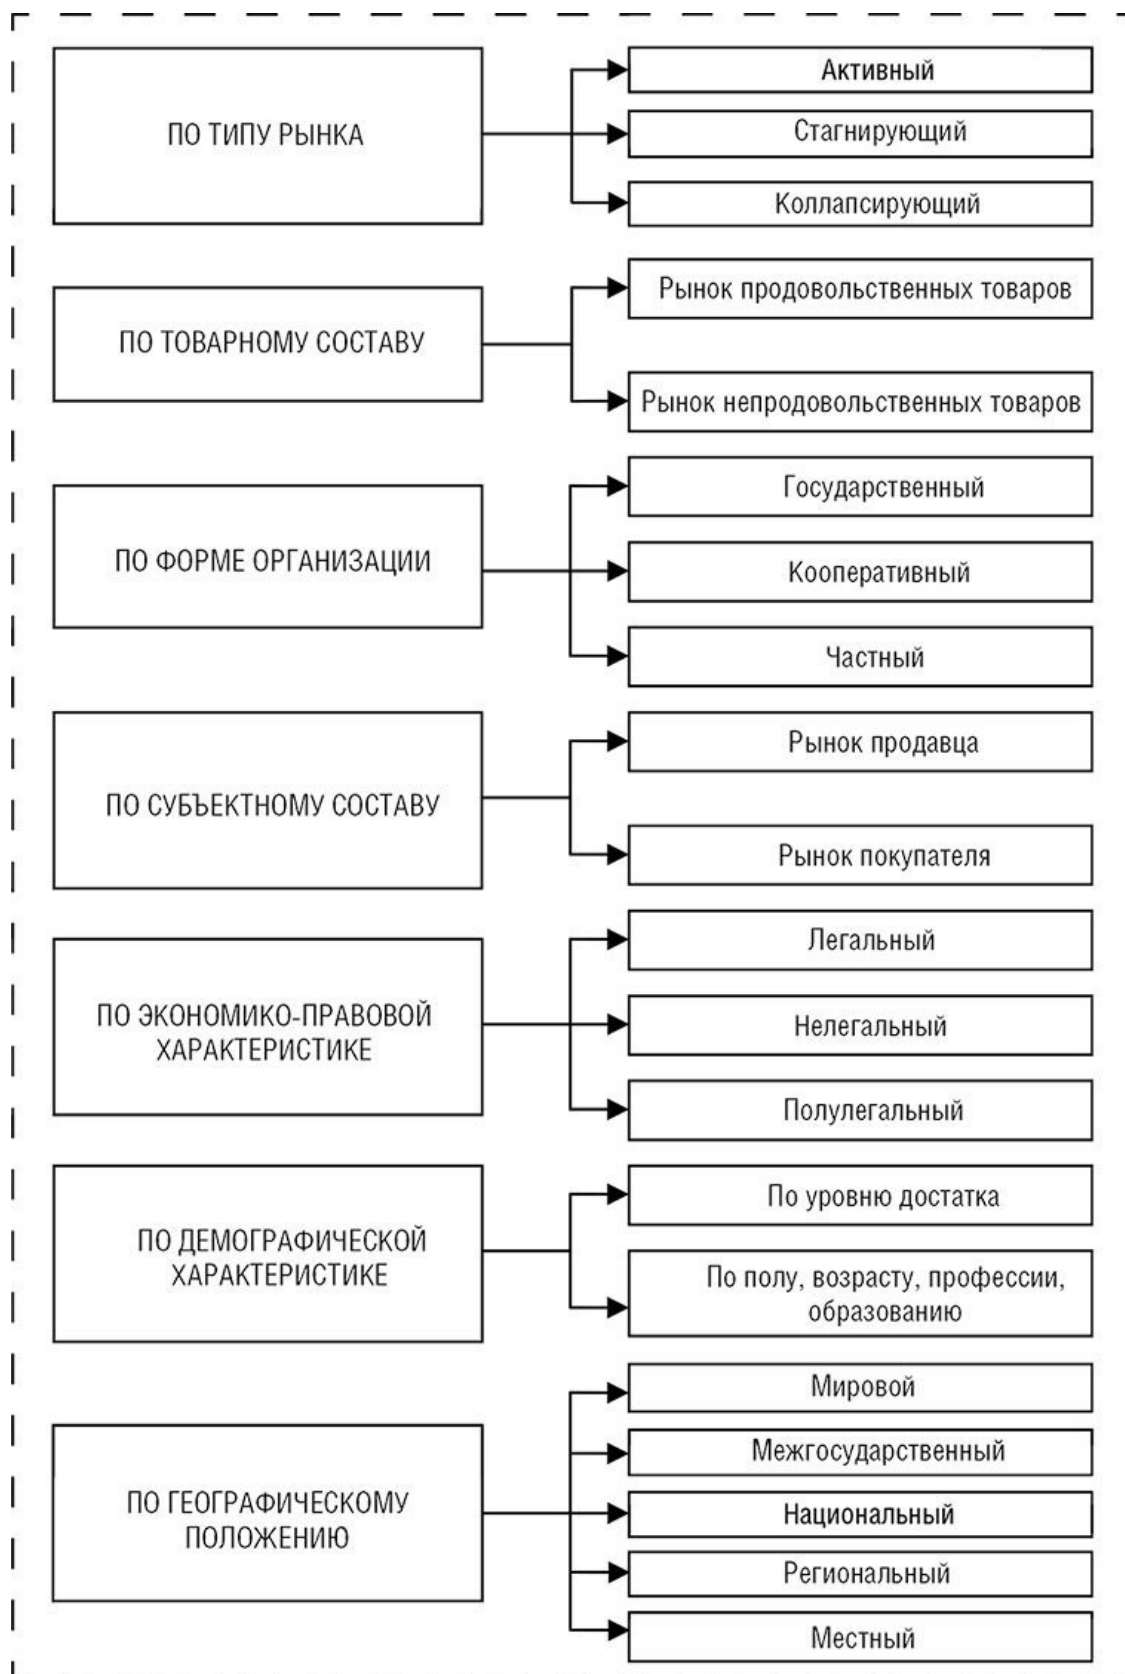 ПО ТИПУ РЫНКА
Активный
Стагнирующий
Коллапсирующий
ПО ТОВАРНОМУ СОСТАВУ
Рынок продовольственных товаров
Рынок непродовольственных товаров
ПО ФОРМЕ ОРГАНИЗАЦИИ
Государственный
Кооперативный
Частный
ПО СУБЪЕКТНОМУ СОСТАВУ
Рынок продавца
Рынок покупателя
ПО ЭКОНОМИКО-ПРАВОВОЙ
ХАРАКТЕРИСТИКЕ
Легальный
Нелегальный
Полулегальный
ПО ДЕМОГРАФИЧЕСКОЙ
ХАРАКТЕРИСТИКЕ
По уровню достатка
По полу, возрасту, профессии,
образованию
ПО ГЕОГРАФИЧЕСКОМУ
ПОЛОЖЕНИЮ
Мировой
Межгосударственный
Национальный
Региональный
Местный